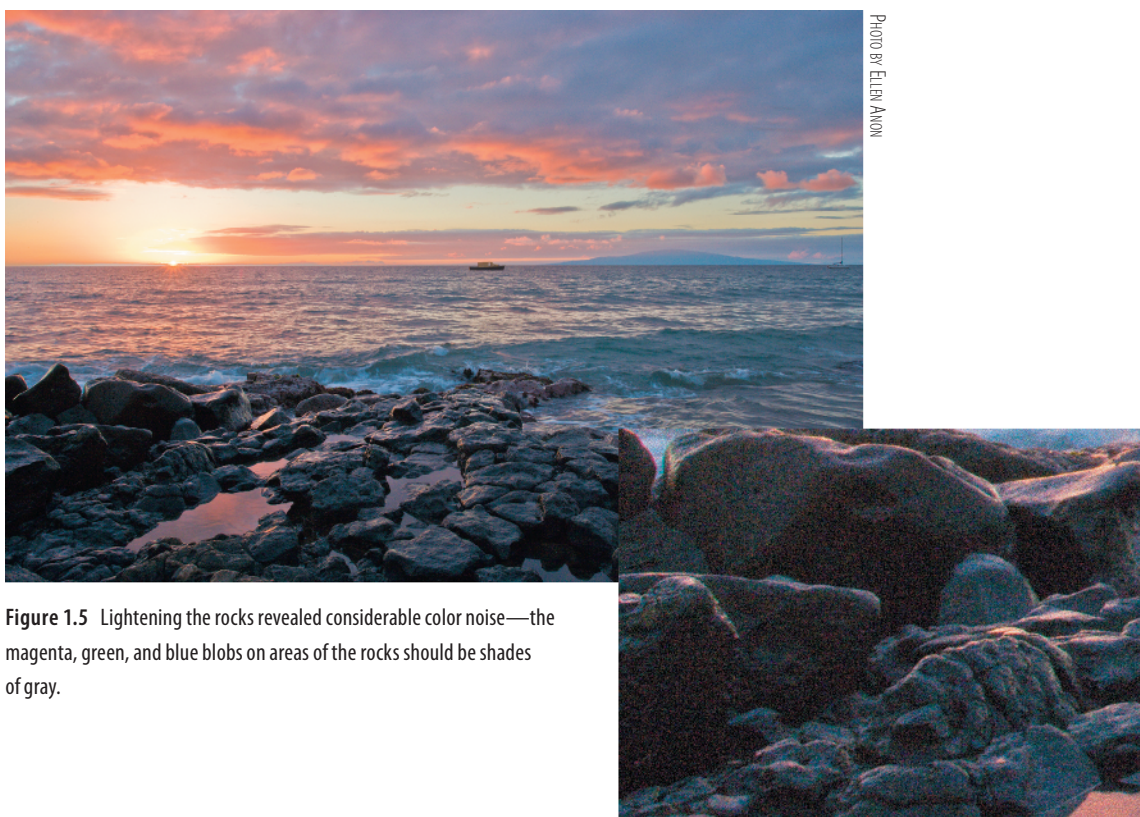 PHOTO BY ELLEN ANON
Figure 1.5 Lightening the rocks revealed considerable color noise—the
magenta, green, and blue blobs on areas of the rocks should be shades
of gray.